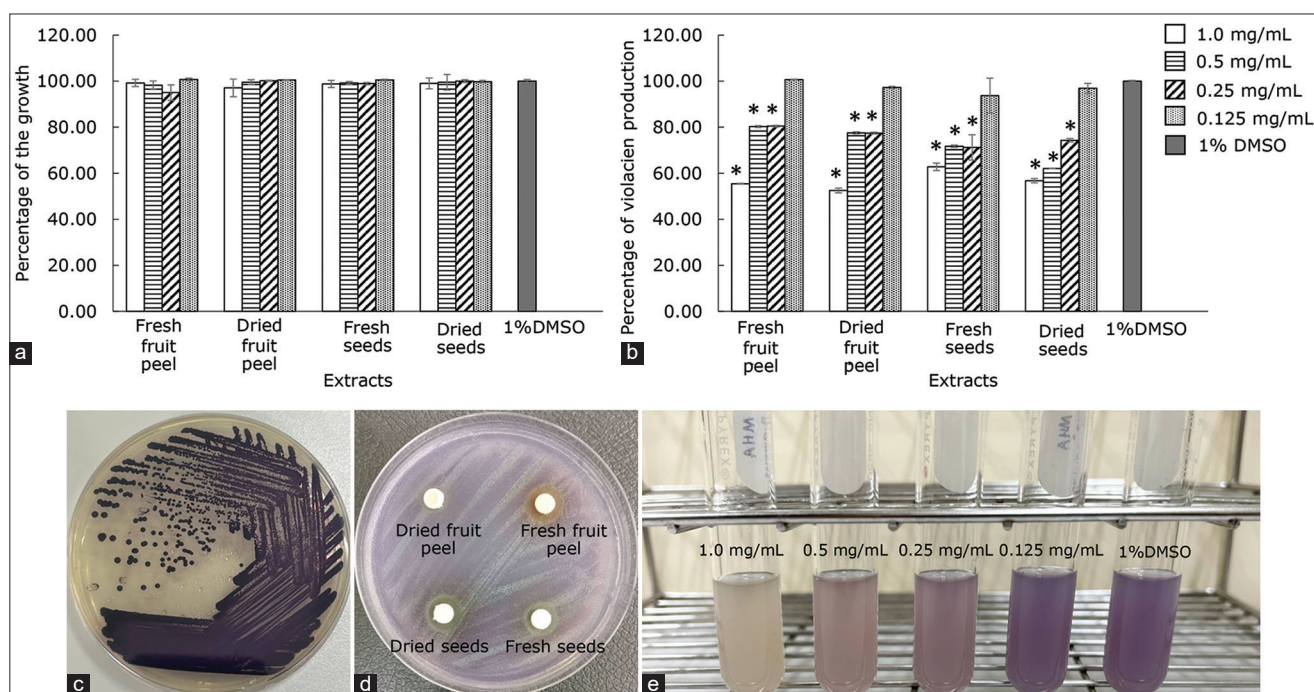 120.00
100.00
80.00
60.00
40.00
20.00
0.00
Percentage of the growth
Fresh fruit peel
Dried fruit peel
Fresh seeds
Dried seeds
1%DMSO
Extracts
a
120.00
100.00
80.00
60.00
40.00
20.00
0.00
Percentage of violacien production
* * *
* * *
* * * *
* * *
Fresh fruit peel
Dried fruit peel
Fresh seeds
Dried seeds
1%DMSO
Extracts
b
1.0 mg/mL
0.5 mg/mL
0.25 mg/mL
0.125 mg/mL
1% DMSO
c
Dried fruit
peel
Fresh fruit
peel
Dried seeds
Fresh seeds
d
WHA
PYREX
WHA
1.0 mg/mL
0.5 mg/mL
0.25 mg/mL
0.125 mg/mL
1%DMSO
e